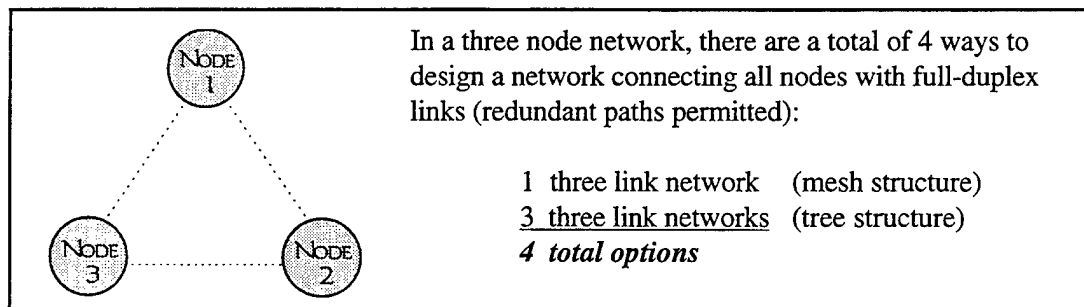 NODE
1
NODE
3
NODE
2
In a three node network, there are a total of 4 ways to
design a network connecting all nodes with full-duplex
links (redundant paths permitted):
1 three link network (mesh structure)
3 three link networks (tree structure)
4 total options